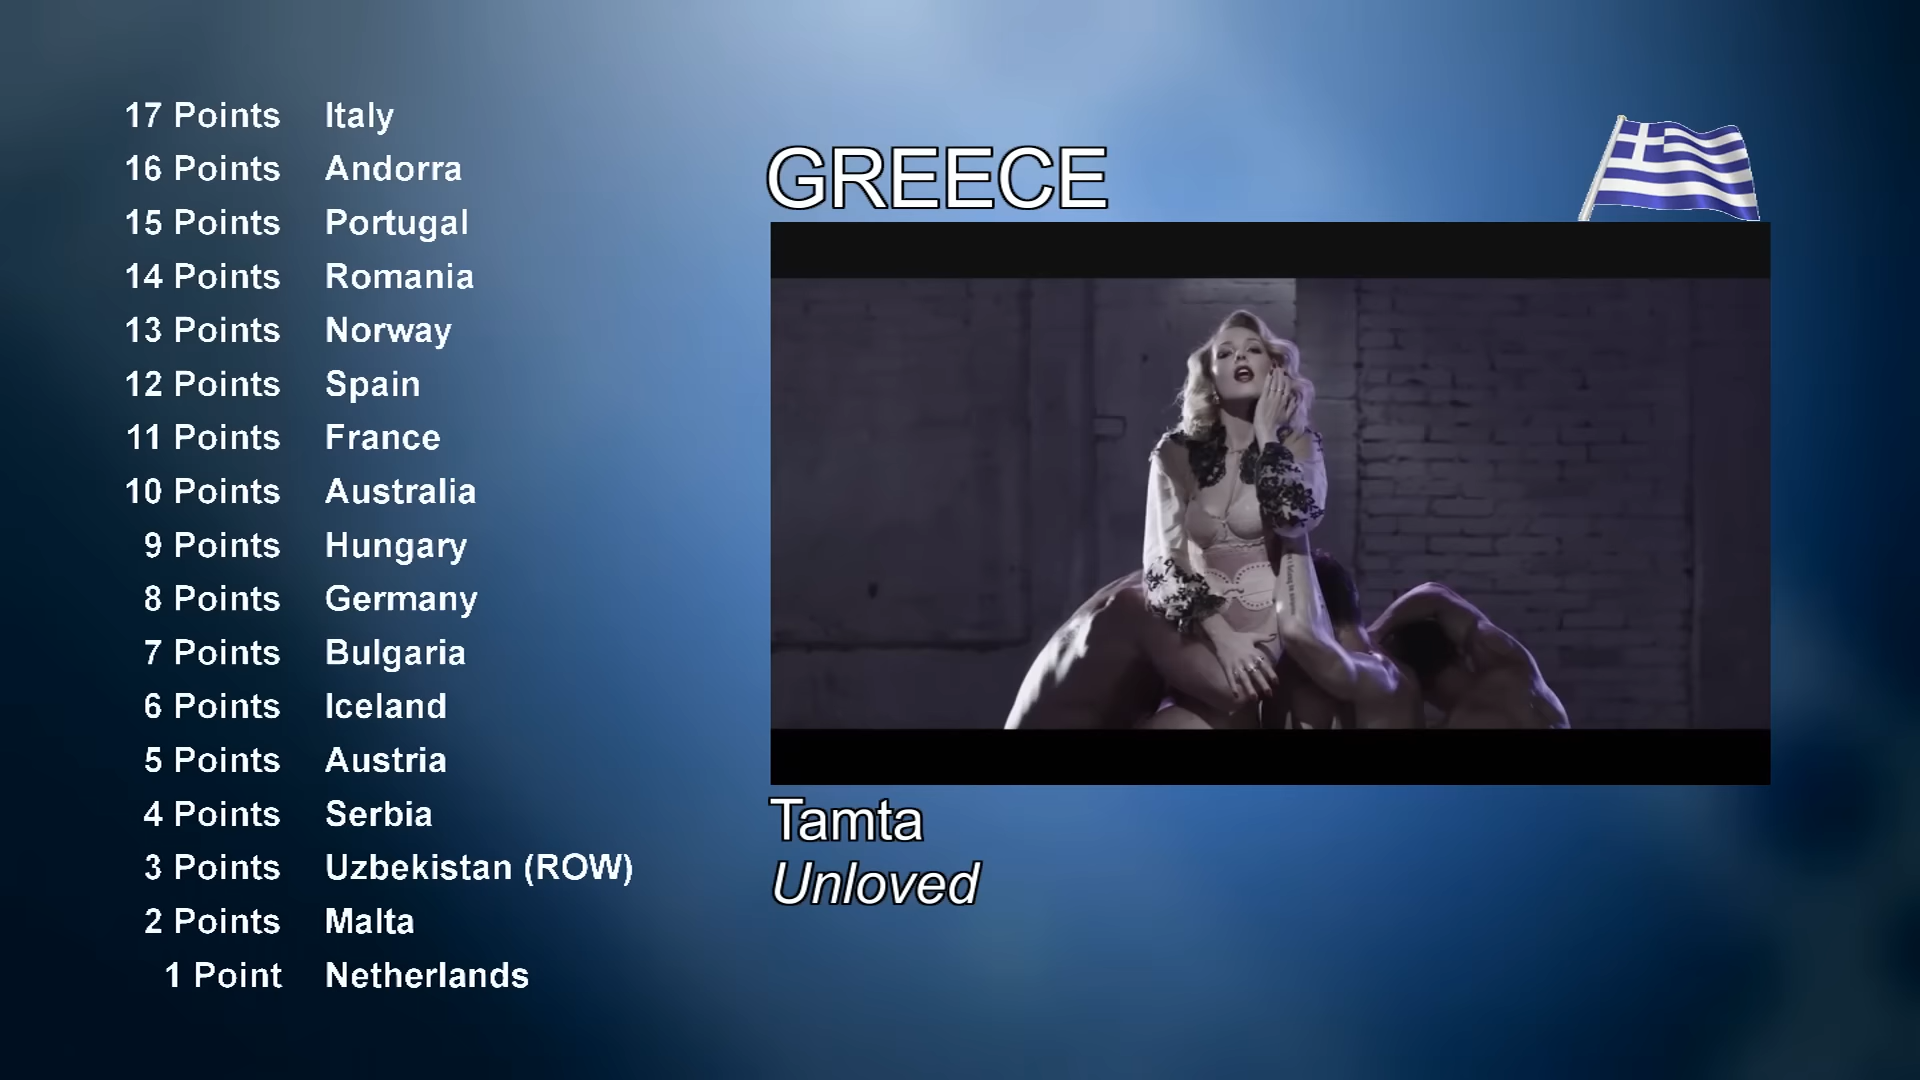 17 Points Italy
16 Points Andorra
15 Points Portugal
14 Points Romania
13 Points Norway
12 Points Spain
11 Points France
10 Points Australia
9 Points Hungary
8 Points Germany
7 Points Bulgaria
6 Points Iceland
5 Points Austria
4 Points Serbia
3 Points Uzbekistan (ROW)
2 Points Malta
1 Point Netherlands
GREECE
Tamta
Unloved